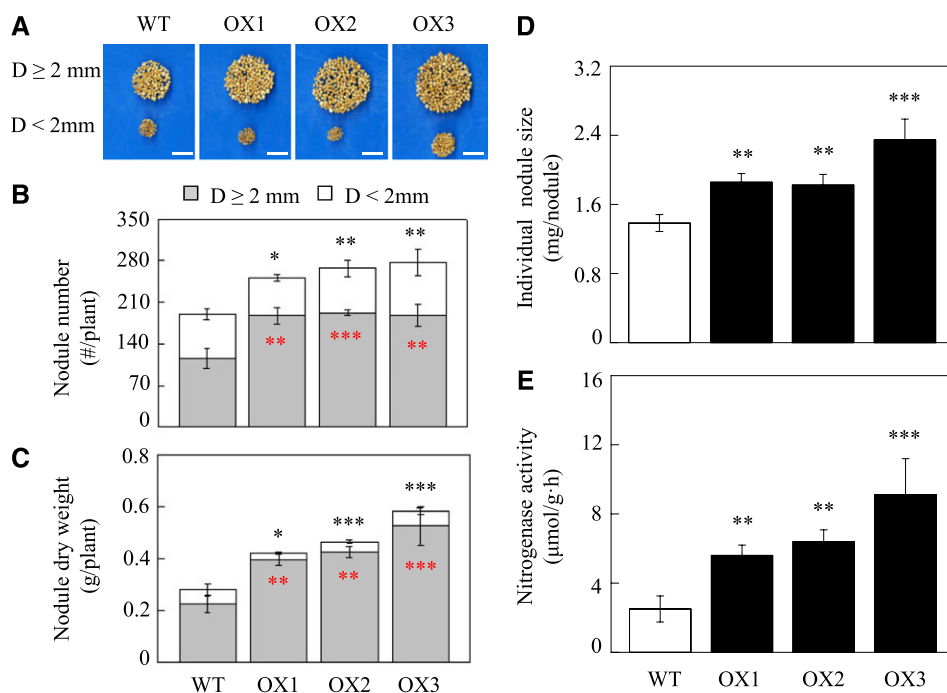 A
WT OX1 OX2 OX3
D ≥ 2 mm
D < 2mm
B
D ≥ 2 mm D < 2mm
Nodule number
(#/plant)
350
280
210
140
70
0
* ** **
** *** **
C
Nodule dry weight
(g/plant)
0.8
0.6
0.4
0.2
0
* *** ***
** ** ***
WT OX1 OX2 OX3
D
Individual nodule size
(mg/nodule)
3.2
2.4
1.6
0.8
0
** ** ***
E
Nitrogenase activity
(µmol/g·h)
16
12
8
4
0
** ** ***
WT OX1 OX2 OX3